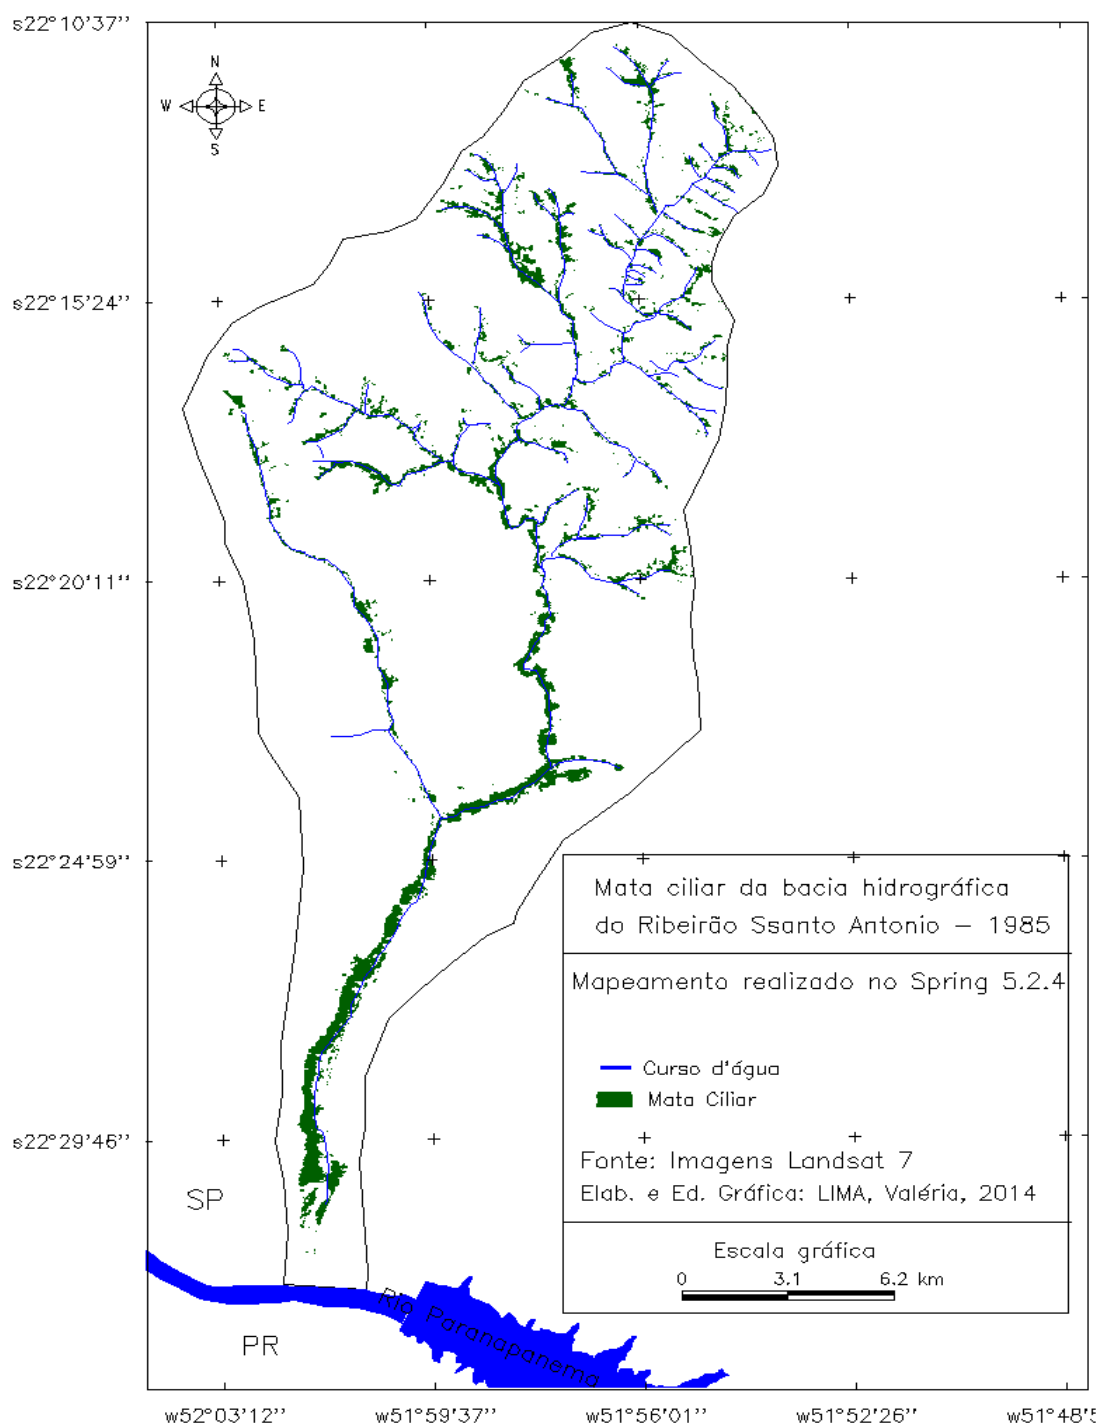 s22°10'37''
N
W E
S
s22°15'24''
s22°20'11''
s22°24'59''
Mata ciliar da bacia hidrográfica
do Ribeirão Ssanto Antonio – 1985
Mapeamento realizado no Spring 5.2.4
Curso d'água
Mata Ciliar
s22°29'46''
Fonte: Imagens Landsat 7
Elab. e Ed. Gráfica: LIMA, Valéria, 2014
SP
Escala gráfica
0 3.1 6.2 km
Rio Paranapanema
PR
w52°03'12'' w51°59'37'' w51°56'01'' w51°52'26'' w51°48'5